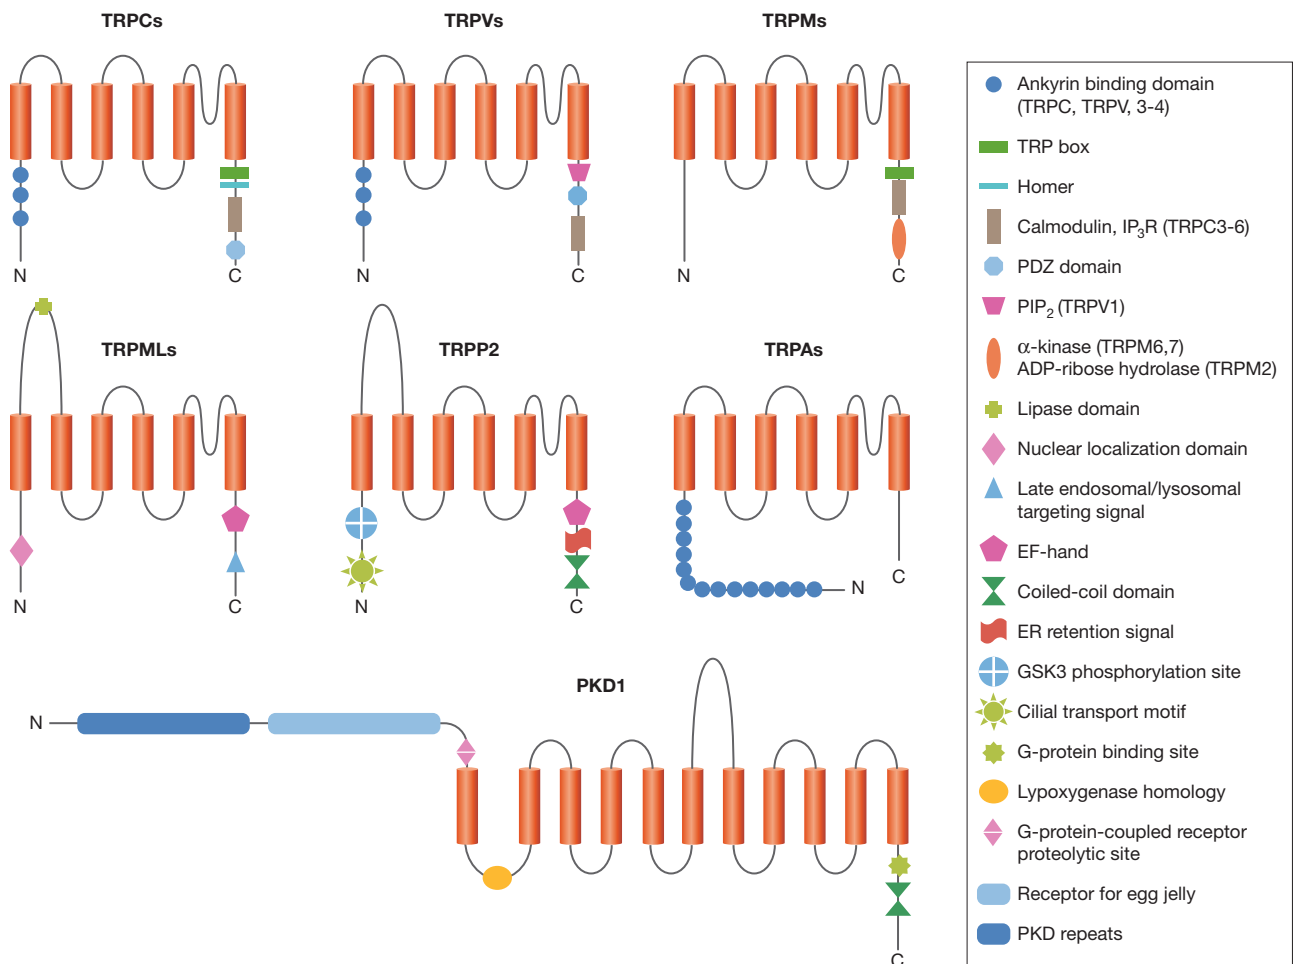 TRPCs
TRPVs
TRPMs
N
C
N
C
N
C
TRPMLs
TRPP2
TRPAs
N
C
N
C
N
C
PKD1
N
C
Ankyrin binding domain
(TRPC, TRPV, 3-4)
TRP box
Homer
Calmodulin, IP3R (TRPC3-6)
PDZ domain
PIP2 (TRPV1)
α-kinase (TRPM6,7)
ADP-ribose hydrolase (TRPM2)
Lipase domain
Nuclear localization domain
Late endosomal/lysosomal
targeting signal
EF-hand
Coiled-coil domain
ER retention signal
GSK3 phosphorylation site
Cilial transport motif
G-protein binding site
Lypoxygenase homology
G-protein-coupled receptor
proteolytic site
Receptor for egg jelly
PKD repeats